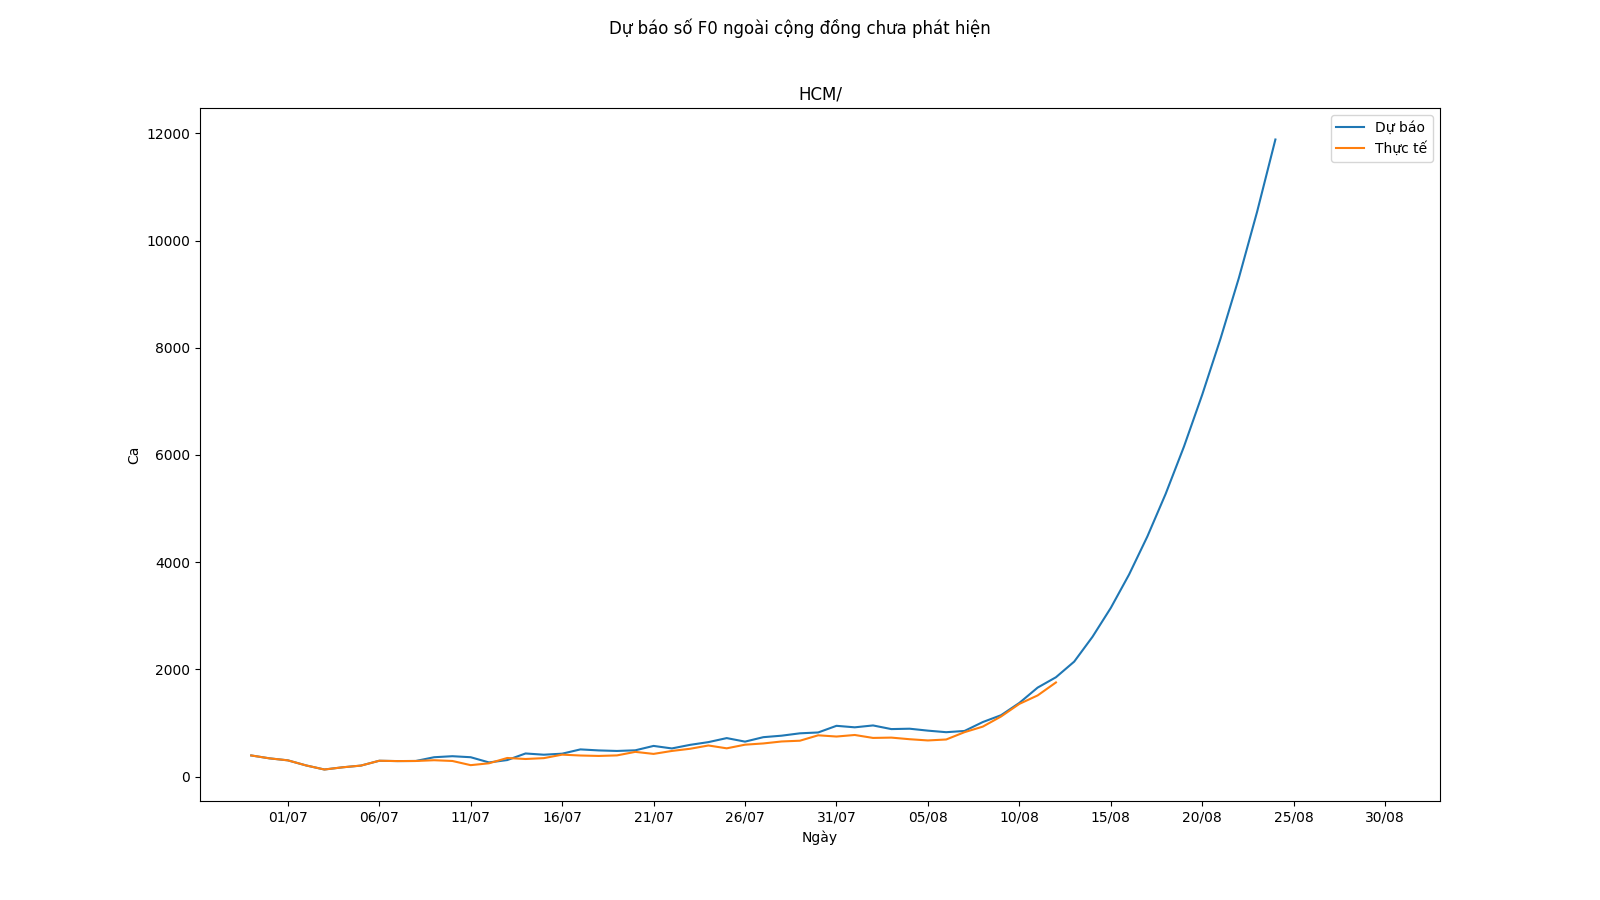 Dự báo số F0 ngoài cộng đồng chưa phát hiện
HCM/
Dự báo
Thực tế
12000
10000
8000
6000
4000
2000
0
Ca
01/07 06/07 11/07 16/07 21/07 26/07 31/07 05/08 10/08 15/08 20/08 25/08 30/08
Ngày